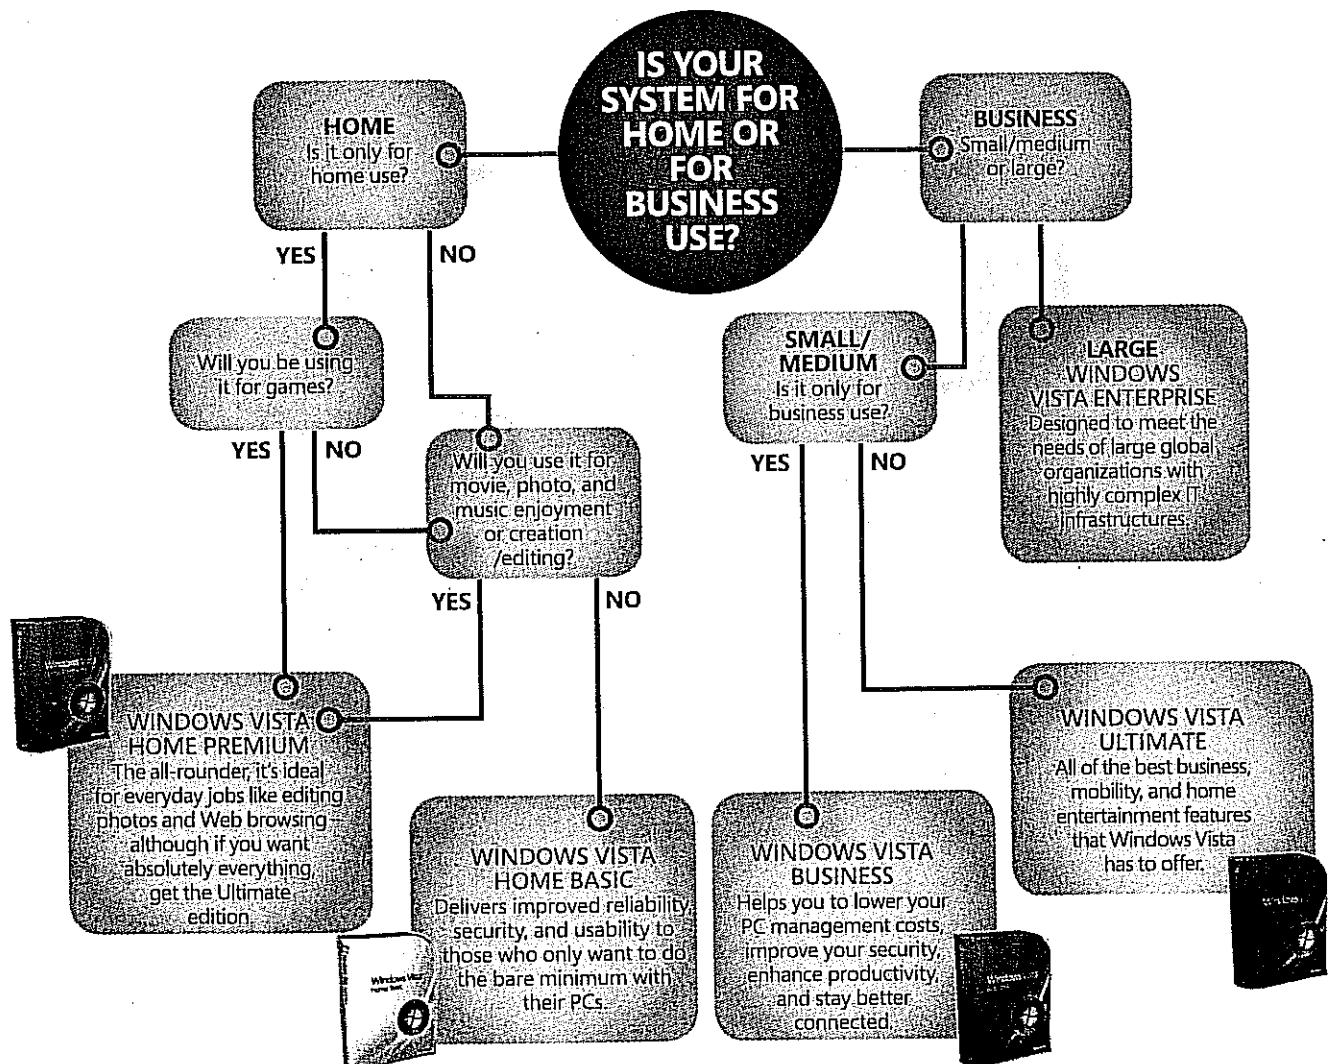 IS YOUR
SYSTEM FOR
HOME OR
FOR
BUSINESS
USE?
HOME
Is it only for
home use?
BUSINESS
Small/medium
or large?
YES
NO
Will you be using
it for games?
SMALL/
MEDIUM
Is it only for
business use?
LARGE
WINDOWS
VISTA ENTERPRISE
Designed to meet the
needs of large global
organizations with
highly complex IT
infrastructures.
YES
NO
Will you use it for
movie, photo, and
music enjoyment
or creation
/editing?
YES
NO
YES
NO
WINDOWS VISTA
HOME PREMIUM
The all-rounder, it's ideal
for everyday jobs like editing
photos and Web browsing–
although if you want
absolutely everything,
get the Ultimate
edition
WINDOWS VISTA
HOME BASIC
Delivers improved reliability,
security, and usability to
those who only want to do
the bare minimum with
their PCs.
Windows Vista
Home Basic
WINDOWS VISTA
BUSINESS
Helps you to lower your
PC management costs,
improve your security,
enhance productivity,
and stay better
connected.
WINDOWS VISTA
ULTIMATE
All of the best business,
mobility, and home
entertainment features
that Windows Vista
has to offer.